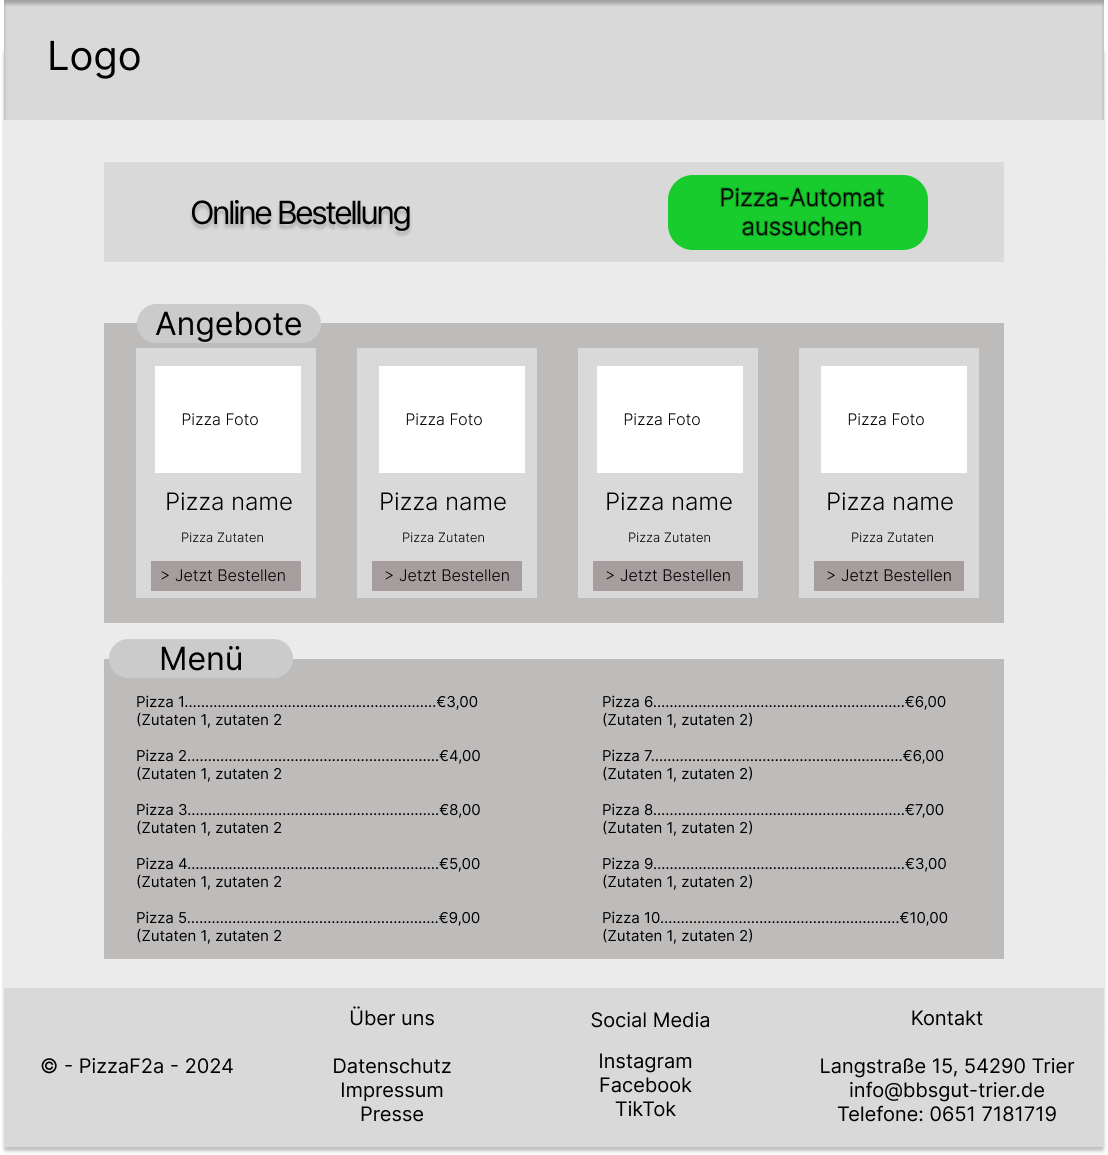 Logo
Online Bestellung
Pizza-Automat
aussuchen
Angebote
Pizza Foto
Pizza name
Pizza Zutaten
> Jetzt Bestellen
Pizza Foto
Pizza name
Pizza Zutaten
> Jetzt Bestellen
Pizza Foto
Pizza name
Pizza Zutaten
> Jetzt Bestellen
Pizza Foto
Pizza name
Pizza Zutaten
> Jetzt Bestellen
Menü
Pizza 1.............................................................€3,00
(Zutaten 1, zutaten 2
Pizza 2.............................................................€4,00
(Zutaten 1, zutaten 2
Pizza 3.............................................................€8,00
(Zutaten 1, zutaten 2
Pizza 4.............................................................€5,00
(Zutaten 1, zutaten 2
Pizza 5.............................................................€9,00
(Zutaten 1, zutaten 2
Pizza 6.............................................................€6,00
(Zutaten 1, zutaten 2)
Pizza 7.............................................................€6,00
(Zutaten 1, zutaten 2)
Pizza 8.............................................................€7,00
(Zutaten 1, zutaten 2)
Pizza 9.............................................................€3,00
(Zutaten 1, zutaten 2)
Pizza 10..........................................................€10,00
(Zutaten 1, zutaten 2)
© - PizzaF2a - 2024
Über uns
Datenschutz
Impressum
Presse
Social Media
Instagram
Facebook
TikTok
Kontakt
Langstraße 15, 54290 Trier
info@bbsgut-trier.de
Telefone: 0651 7181719